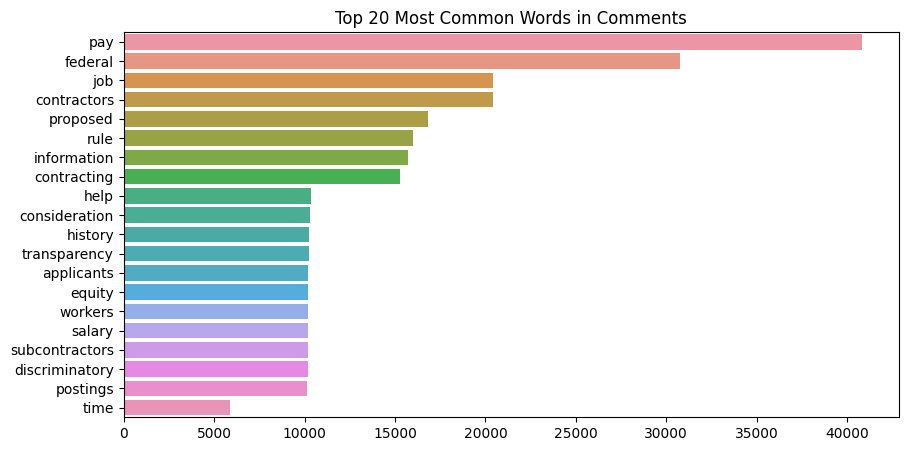 Top 20 Most Common Words in Comments
pay
federal
job
contractors
proposed
rule
information
contracting
help
consideration
history
transparency
applicants
equity
workers
salary
subcontractors
discriminatory
postings
time
0 5000 10000 15000 20000 25000 30000 35000 40000